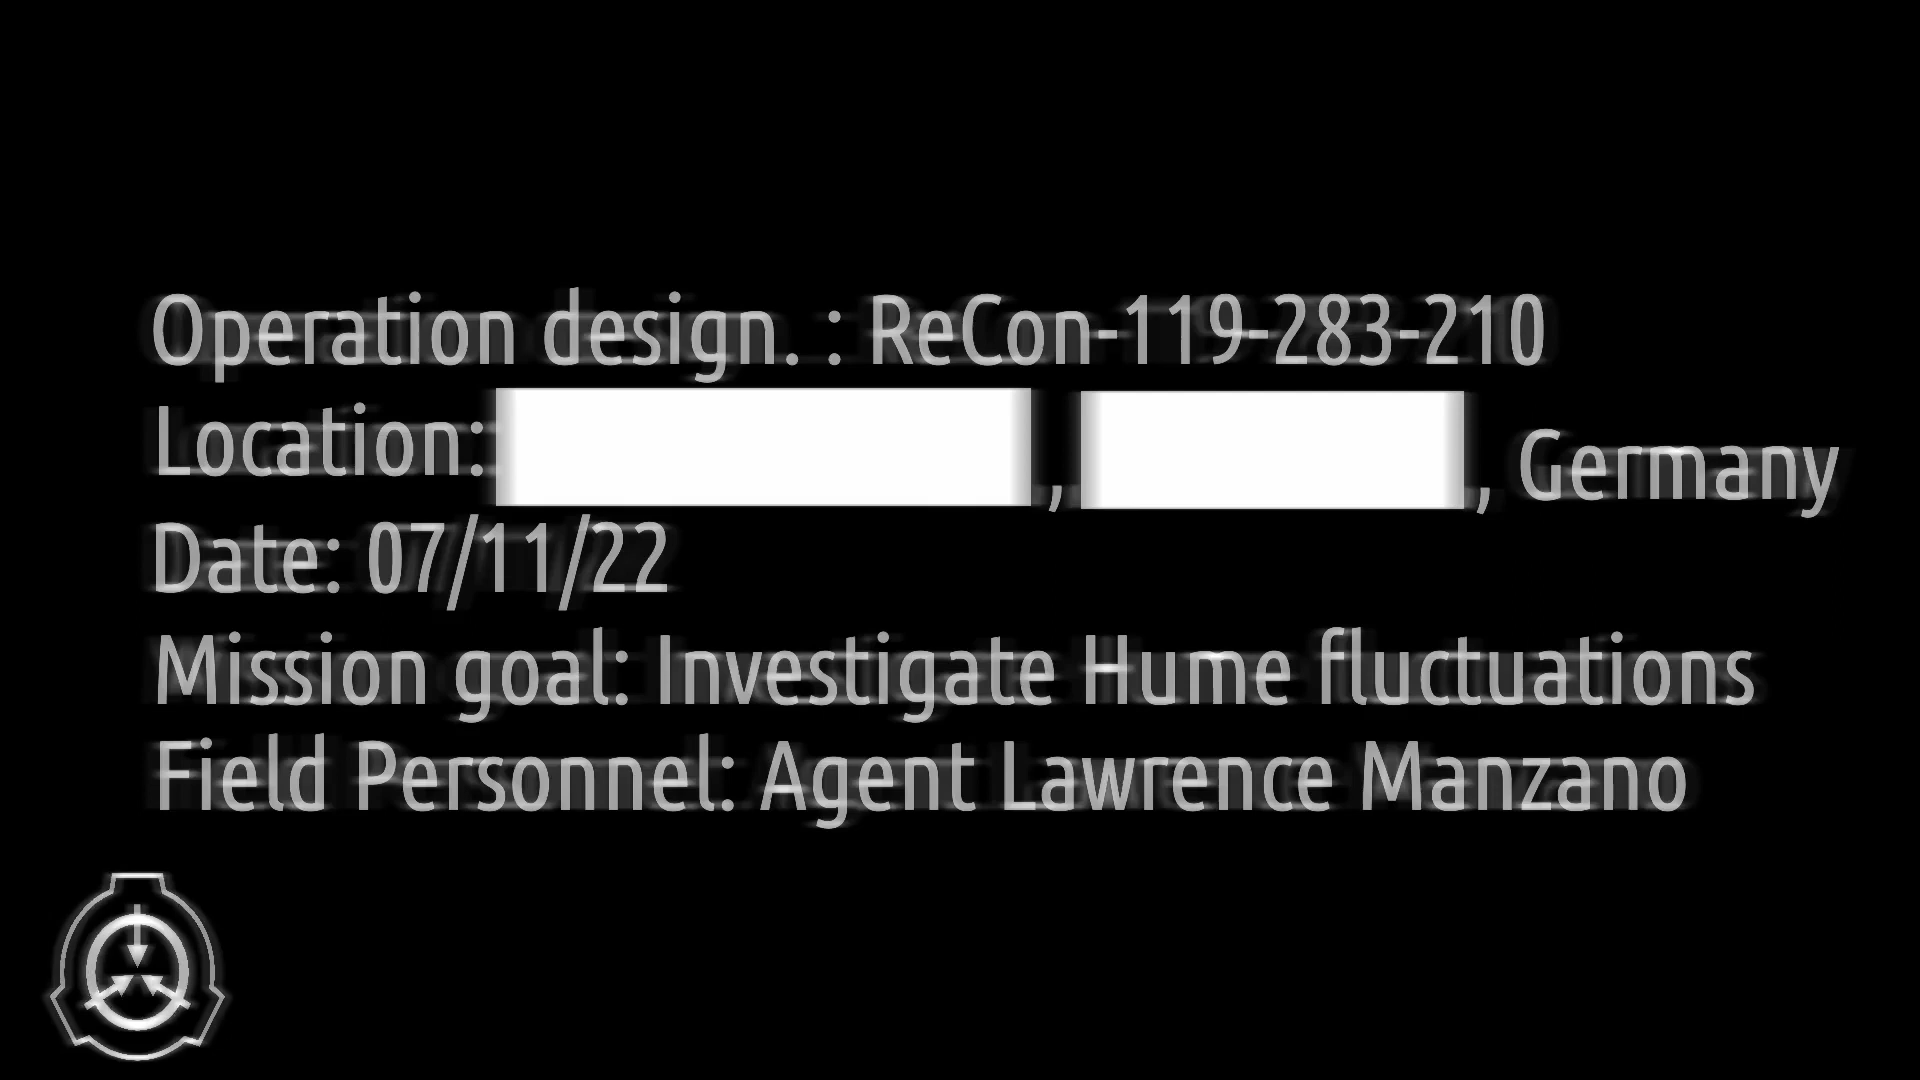 Operation design. : ReCon-119-283-210
Location: , , Germany
Date: 07/11/22
Mission goal: Investigate Hume fluctuations
Field Personnel: Agent Lawrence Manzano